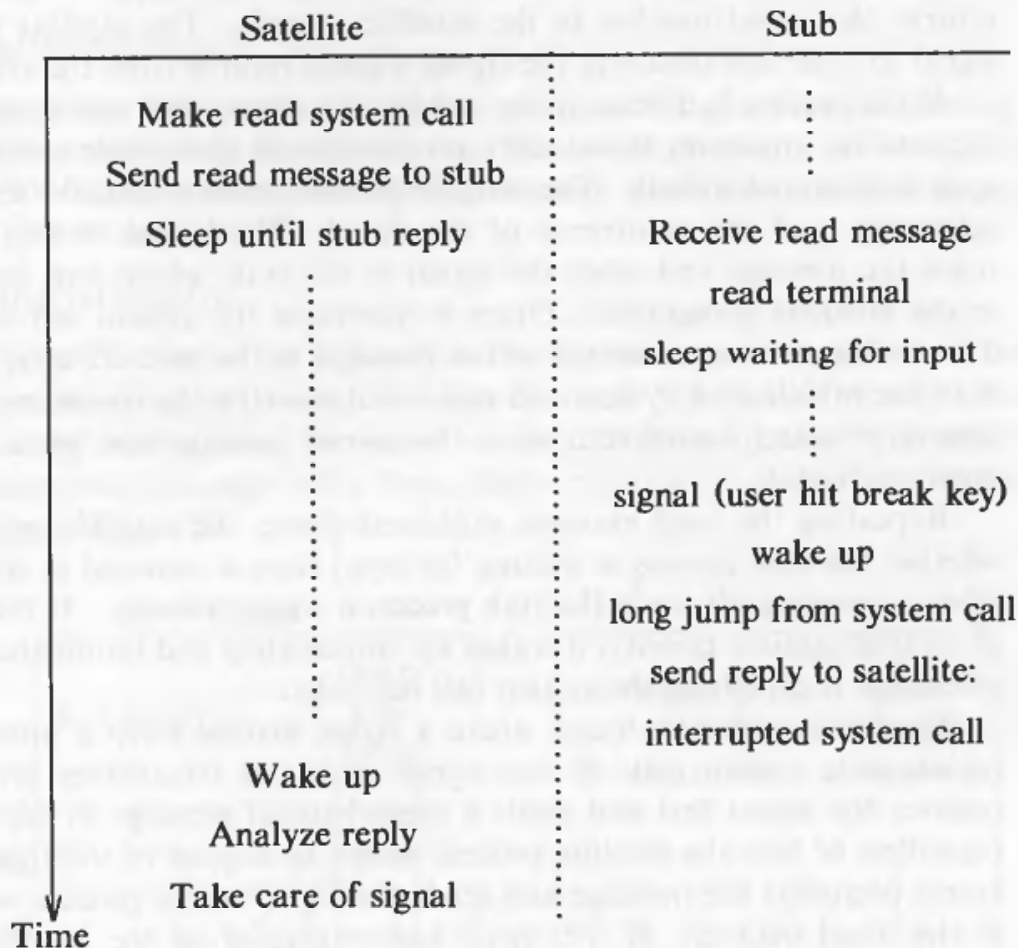 Satellite
Stub
Make read system call
Send read message to stub
Sleep until stub reply
Receive read message
read terminal
sleep waiting for input
signal (user hit break key)
wake up
long jump from system call
send reply to satellite:
interrupted system call
Wake up
Analyze reply
Take care of signal
Time